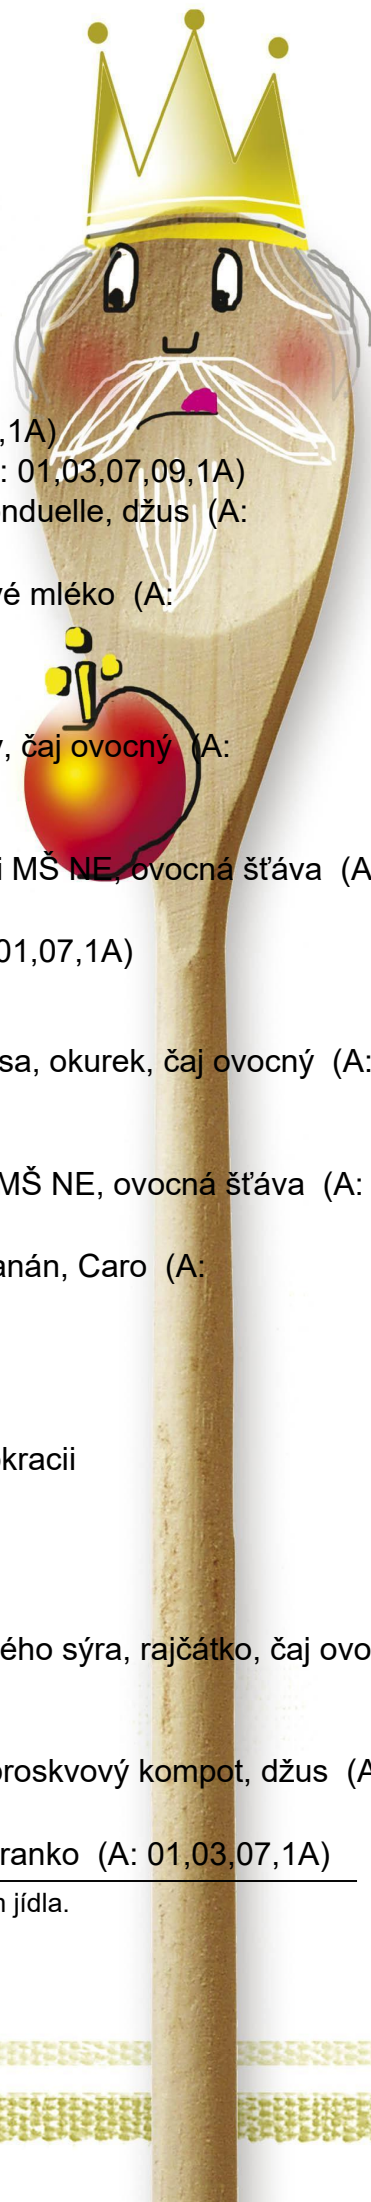 ,1A)
: 01,03,07,09,1A)
nduelle, džus (A:
vé mléko (A:
, čaj ovocný (A:
i MŠ NE, ovocná šťáva (A
01,07,1A)
sa, okurek, čaj ovocný (A:
MŠ NE, ovocná šťáva (A:
anán, Caro (A:
kracii
ého sýra, rajčátko, čaj ovo
roskvový kompot, džus (A
ranko (A: 01,03,07,1A)
jídla.